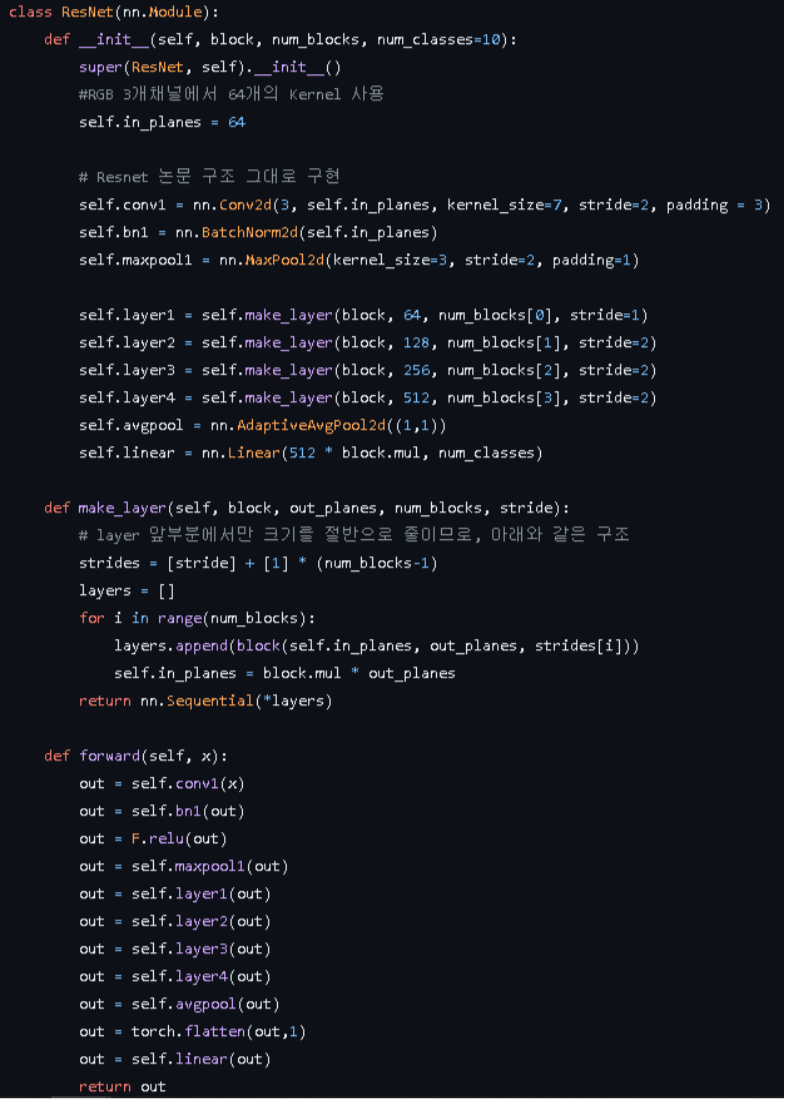 class ResNet(nn.Module):
    def __init__(self, block, num_blocks, num_classes=10):
        super(ResNet, self).__init__()
        #RGB 3개채널에서 64개의 Kernel 사용
        self.in_planes = 64

        # Resnet 논문 구조 그대로 구현
        self.conv1 = nn.Conv2d(3, self.in_planes, kernel_size=7, stride=2, padding = 3)
        self.bn1 = nn.BatchNorm2d(self.in_planes)
        self.maxpool1 = nn.MaxPool2d(kernel_size=3, stride=2, padding=1)

        self.layer1 = self.make_layer(block, 64, num_blocks[0], stride=1)
        self.layer2 = self.make_layer(block, 128, num_blocks[1], stride=2)
        self.layer3 = self.make_layer(block, 256, num_blocks[2], stride=2)
        self.layer4 = self.make_layer(block, 512, num_blocks[3], stride=2)
        self.avgpool = nn.AdaptiveAvgPool2d((1,1))
        self.linear = nn.Linear(512 * block.mul, num_classes)

    def make_layer(self, block, out_planes, num_blocks, stride):
        # layer 앞부분에서만 크기를 절반으로 줄이므로, 아래와 같은 구조
        strides = [stride] + [1] * (num_blocks-1)
        layers = []
        for i in range(num_blocks):
            layers.append(block(self.in_planes, out_planes, strides[i]))
            self.in_planes = block.mul * out_planes
        return nn.Sequential(*layers)

    def forward(self, x):
        out = self.conv1(x)
        out = self.bn1(out)
        out = F.relu(out)
        out = self.maxpool1(out)
        out = self.layer1(out)
        out = self.layer2(out)
        out = self.layer3(out)
        out = self.layer4(out)
        out = self.avgpool(out)
        out = torch.flatten(out,1)
        out = self.linear(out)
        return out